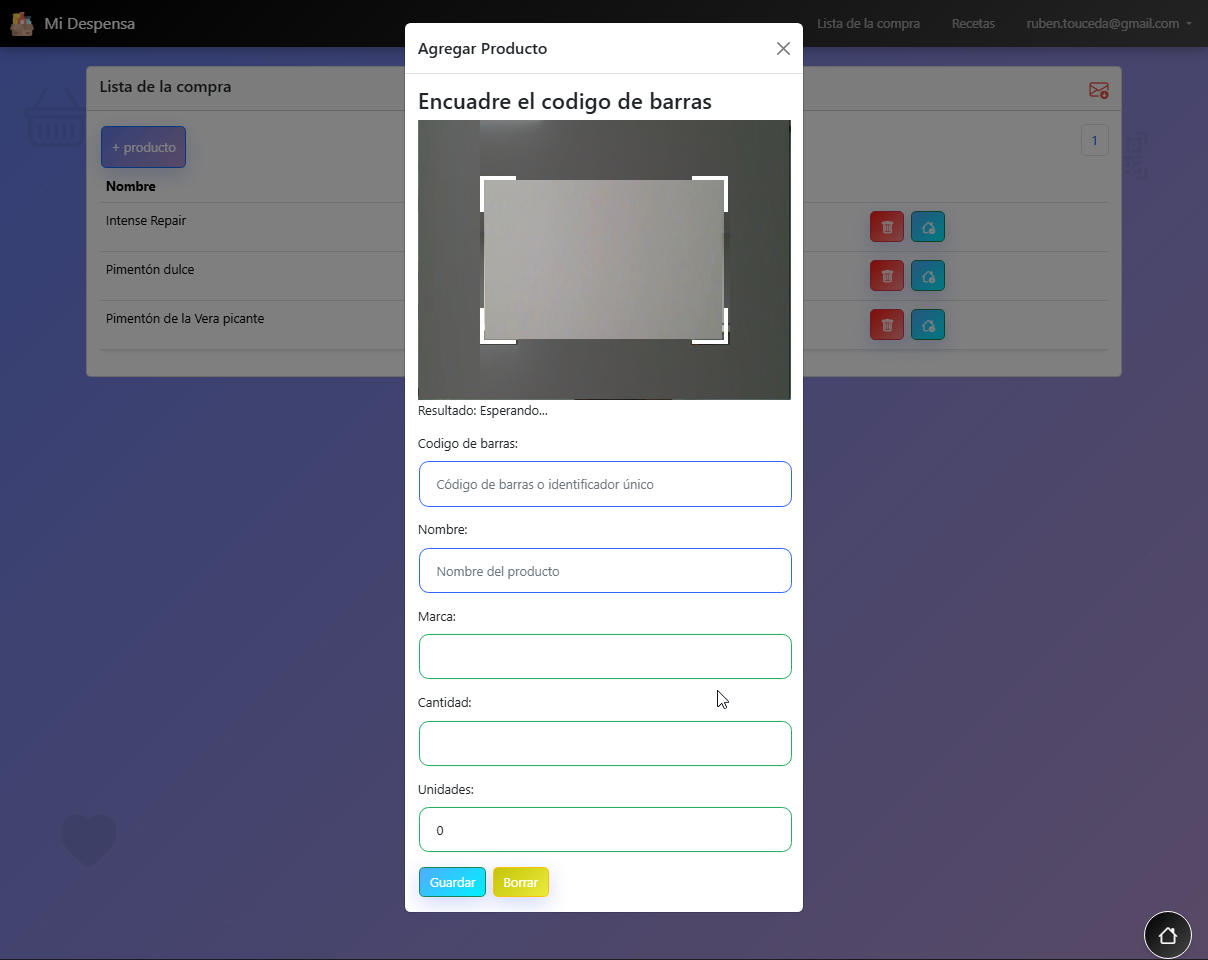 Mi Despensa
Lista de la compra
Recetas
ruben.touceda@gmail.com
Agregar Producto
Lista de la compra
+ producto
1
Nombre
Intense Repair
Pimentón dulce
Pimentón de la Vera picante
Encuadre el codigo de barras
Resultado: Esperando...
Codigo de barras:
Código de barras o identificador único
Nombre:
Nombre del producto
Marca:
Cantidad:
Unidades:
0
Guardar
Borrar